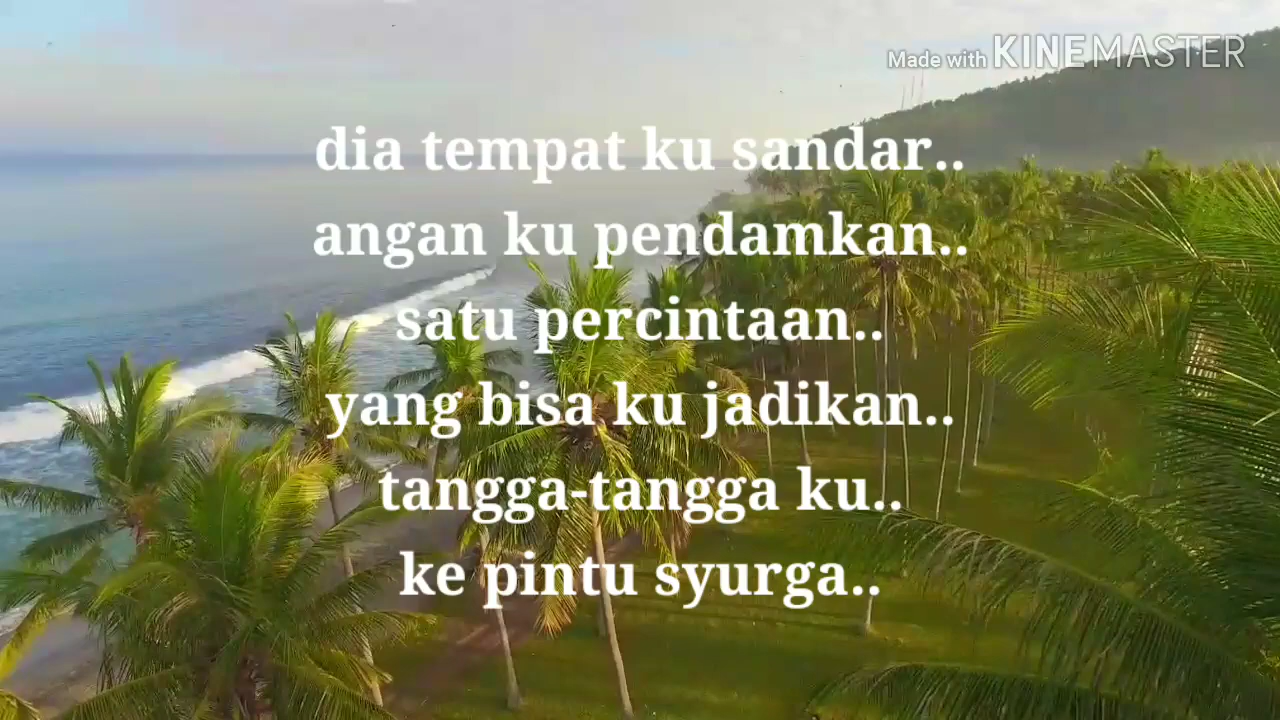 Made with KINEMASTER
dia tempat ku sandar..
angan ku pendamkan..
satu percintaan..
yang bisa ku jadikan..
tangga-tangga ku..
ke pintu syurga..